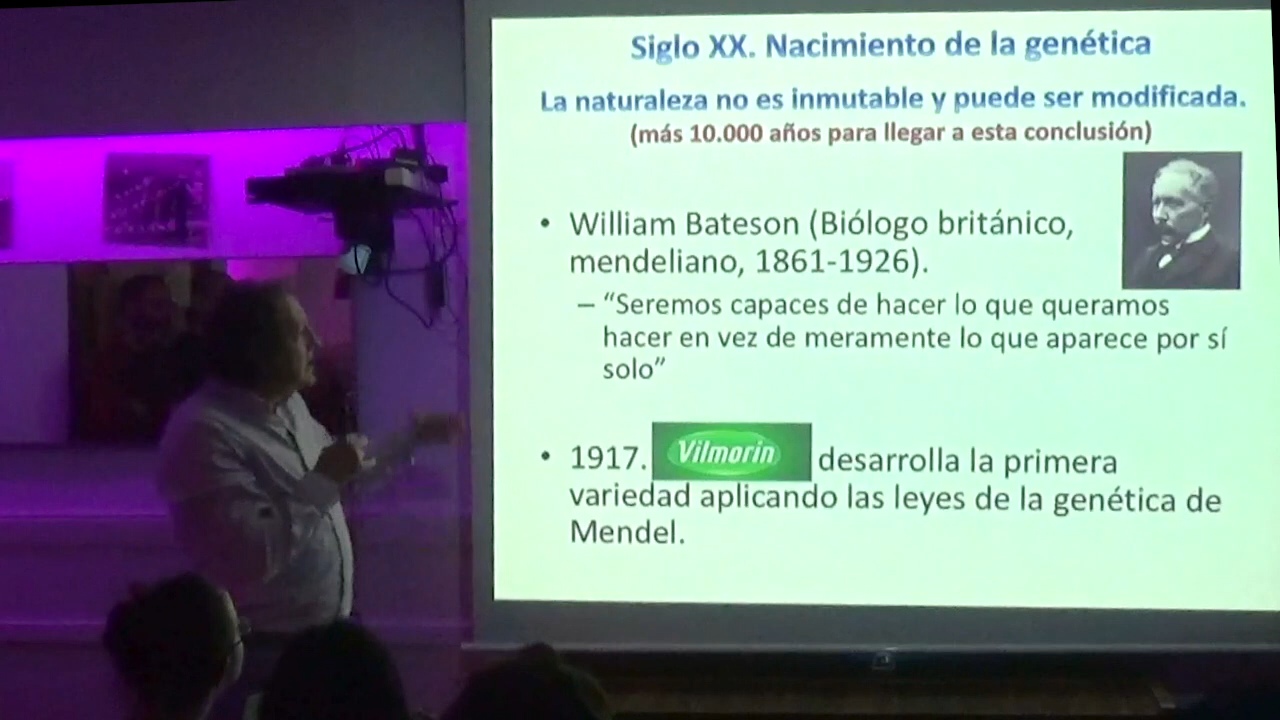 Siglo XX. Nacimiento de la genética
La naturaleza no es inmutable y puede ser modificada.
(más 10.000 años para llegar a esta conclusión)
• William Bateson (Biólogo británico,
mendeliano, 1861-1926).
– “Seremos capaces de hacer lo que queramos
hacer en vez de meramente lo que aparece por sí
solo”
• 1917. Vilmorin desarrolla la primera
variedad aplicando las leyes de la genética de
Mendel.